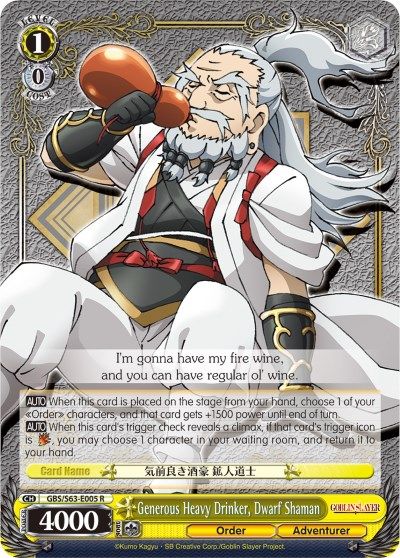 LEVEL
1
0
COST
I'm gonna have my fire wine,
and you can have regular ol' wine.
AUTO When this card is placed on the stage from your hand, choose 1 of your
«Order» characters, and that card gets +1500 power until end of turn.
AUTO When this card's trigger check reveals a climax, if that card's trigger icon
is , you may choose 1 character in your waiting room, and return it to
your hand.
Card Name
気前良き酒豪 鉱人道士
CH
GBS/S63-E005 R
Generous Heavy Drinker, Dwarf Shaman
GOBLIN SLAYER
POWER
4000
SOUL
Order
Adventurer
©Kumo Kagyu・SB Creative Corp./Goblin Slayer Project.